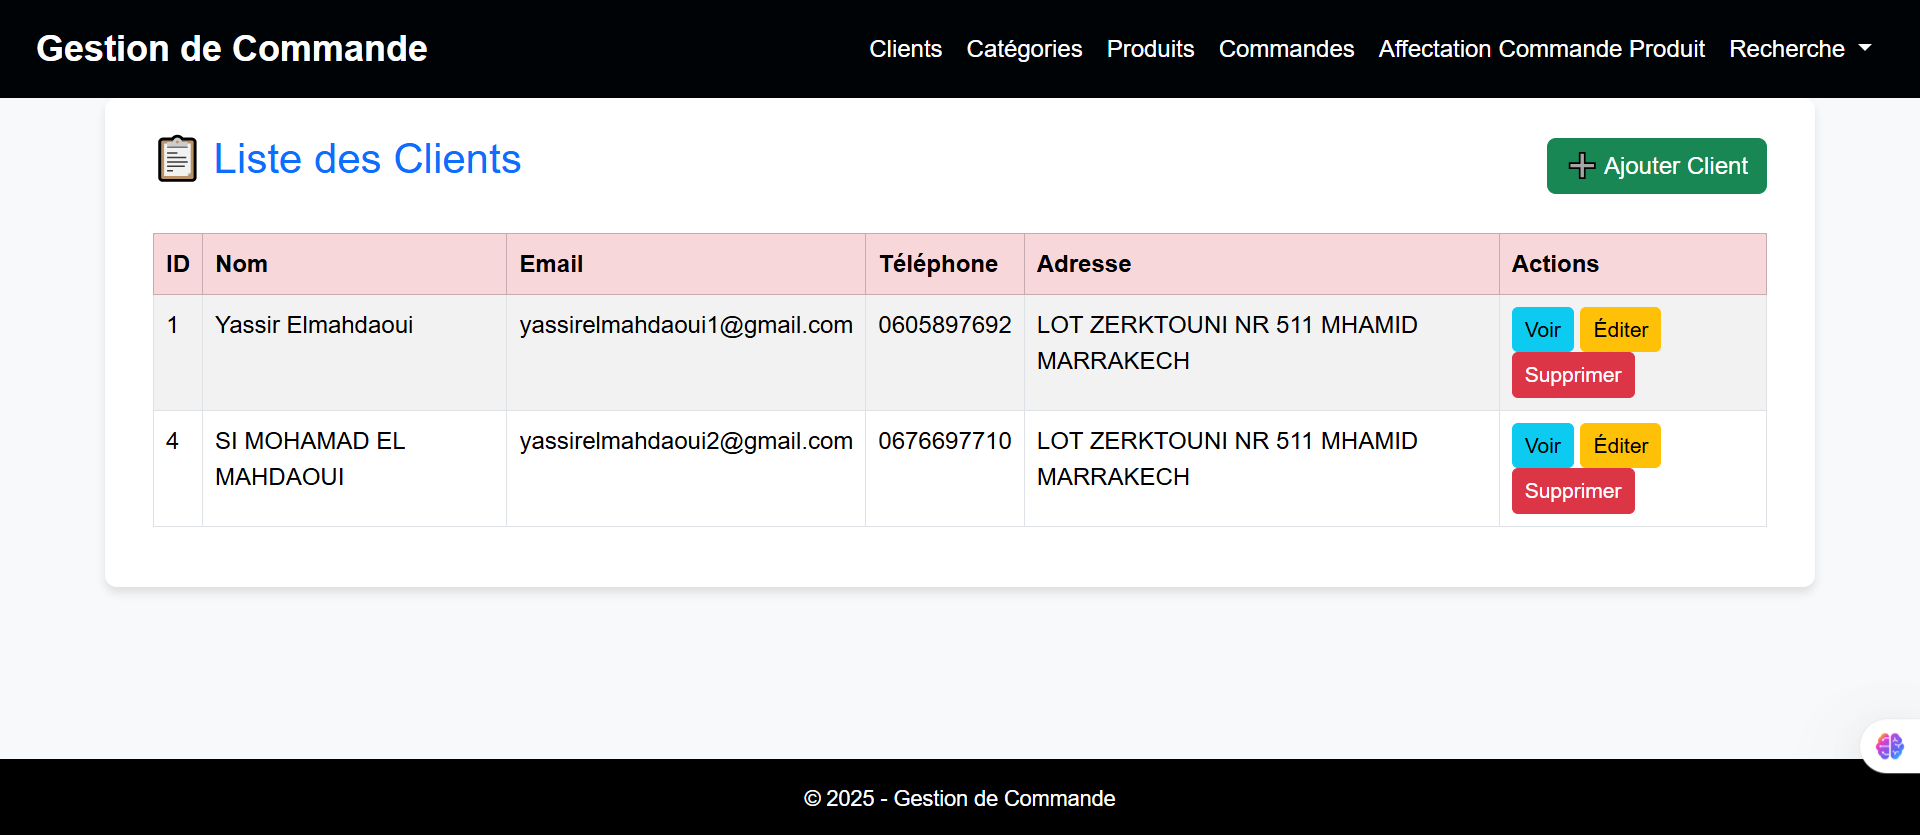 Gestion de Commande
Clients Catégories Produits Commandes Affectation Commande Produit Recherche
Liste des Clients
Ajouter Client
ID Nom Email Téléphone Adresse Actions
1 Yassir Elmahdaoui yassirelmahdaoui1@gmail.com 0605897692 LOT ZERKTOUNI NR 511 MHAMID Voir Éditer
MARRAKECH Supprimer
4 SI MOHAMAD EL yassirelmahdaoui2@gmail.com 0676697710 LOT ZERKTOUNI NR 511 MHAMID Voir Éditer
MAHDAOUI MARRAKECH Supprimer
© 2025 - Gestion de Commande